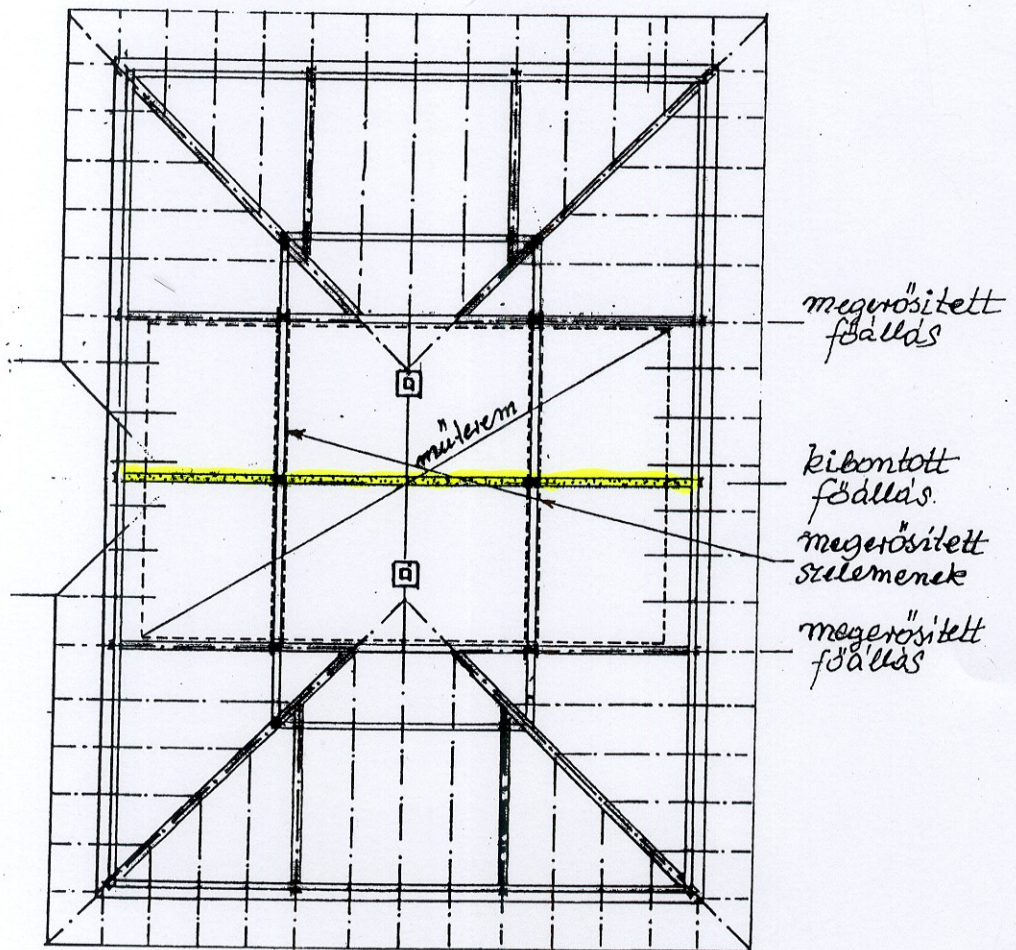 megerősített
főállás
műterem
kibontott
főállás.
megerősített
szelemenek
megerősített
főállás